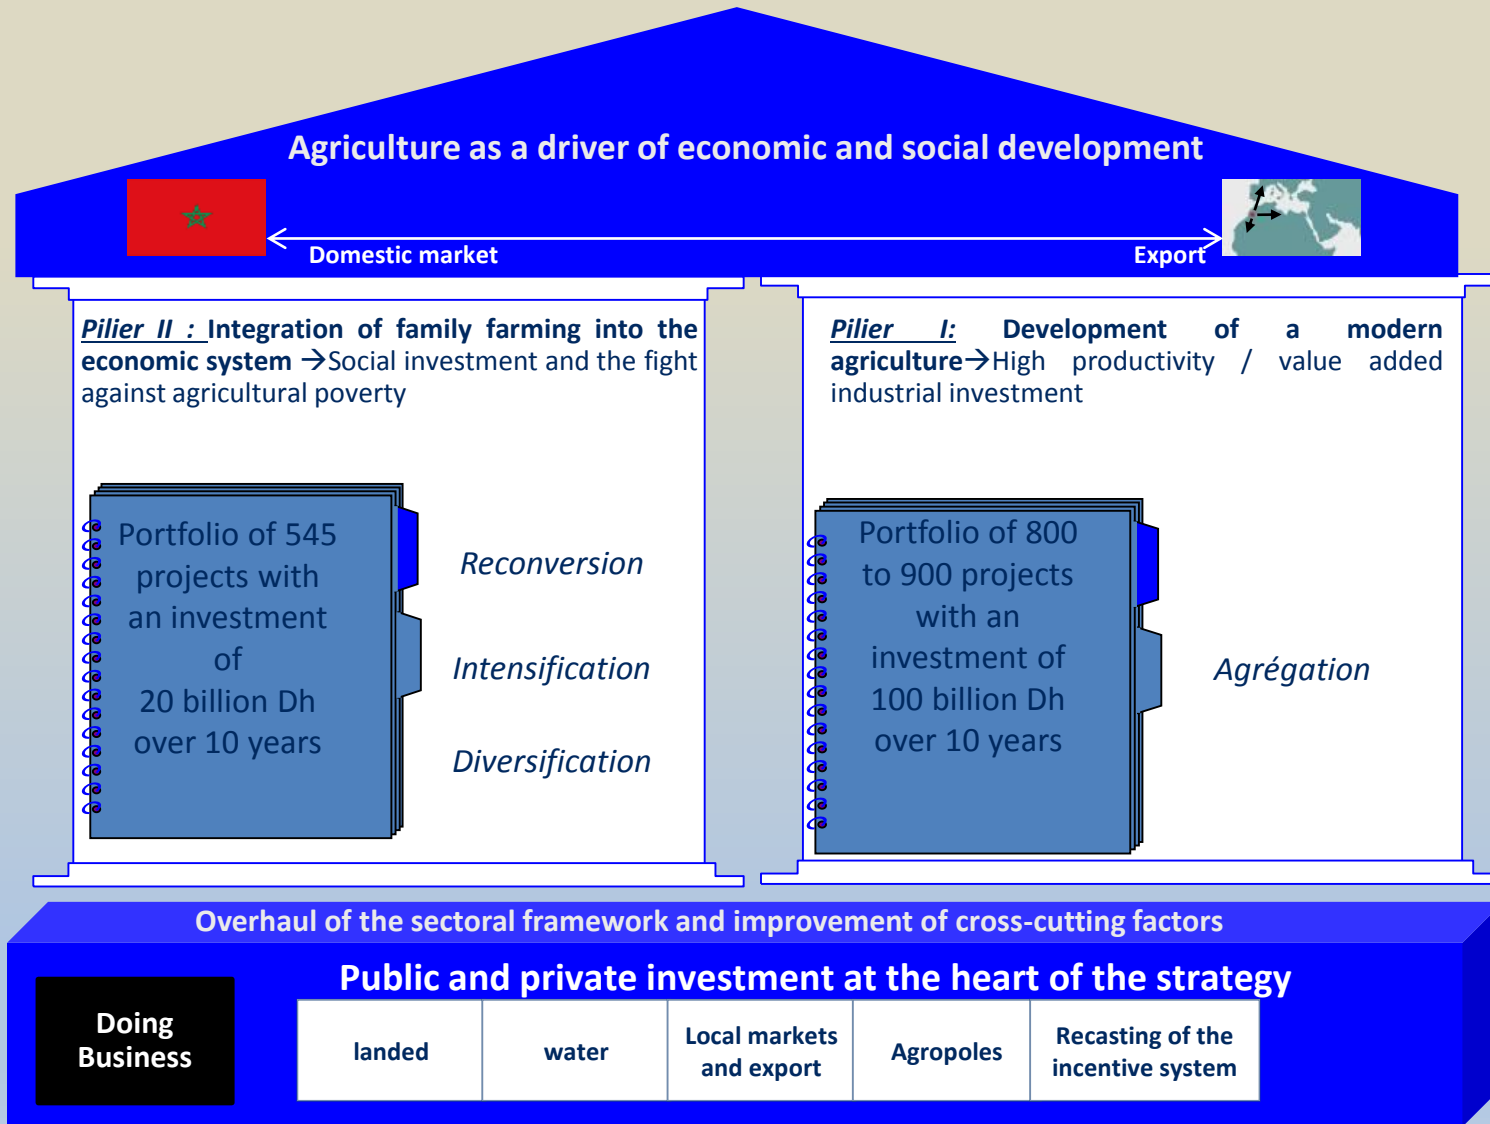 Agriculture as a driver of economic and social development
Domestic market
Export
Pilier II : Integration of family farming into the
economic system →Social investment and the fight
against agricultural poverty
Portfolio of 545
projects with
an investment
of
20 billion Dh
over 10 years
Reconversion
Intensification
Diversification
Pilier I: Development of a modern
agriculture→High productivity / value added
industrial investment
Portfolio of 800
to 900 projects
with an
investment of
100 billion Dh
over 10 years
Agrégation
Overhaul of the sectoral framework and improvement of cross-cutting factors
Public and private investment at the heart of the strategy
Doing
Business
landed
water
Local markets
and export
Agropoles
Recasting of the
incentive system